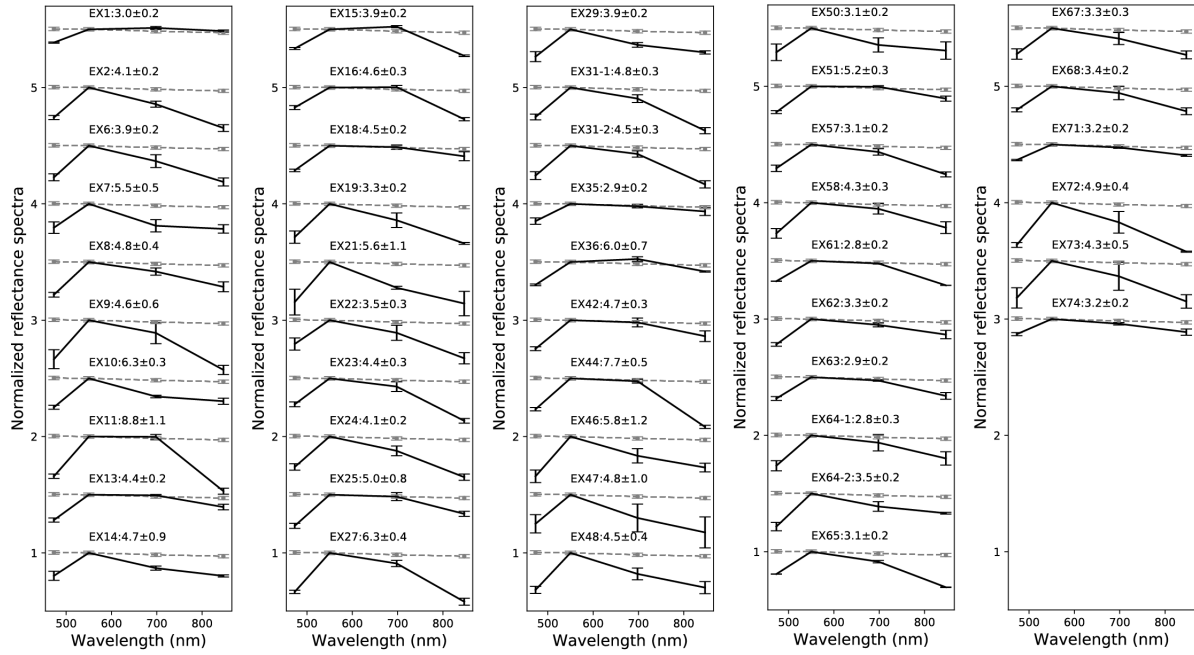 Normalized reflectance spectra
5
4
3
2
1
EX1:3.0±0.2
EX2:4.1±0.2
EX6:3.9±0.2
EX7:5.5±0.5
EX8:4.8±0.4
EX9:4.6±0.6
EX10:6.3±0.3
EX11:8.8±1.1
EX13:4.4±0.2
EX14:4.7±0.9
500 600 700 800
Wavelength (nm)
Normalized reflectance spectra
EX15:3.9±0.2
EX16:4.6±0.3
EX18:4.5±0.2
EX19:3.3±0.2
EX21:5.6±1.1
EX22:3.5±0.3
EX23:4.4±0.3
EX24:4.1±0.2
EX25:5.0±0.8
EX27:6.3±0.4
5
4
3
2
1
500 600 700 800
Wavelength (nm)
Normalized reflectance spectra
EX29:3.9±0.2
EX31-1:4.8±0.3
EX31-2:4.5±0.3
EX35:2.9±0.2
EX36:6.0±0.7
EX42:4.7±0.3
EX44:7.7±0.5
EX46:5.8±1.2
EX47:4.8±1.0
EX48:4.5±0.4
5
4
3
2
1
500 600 700 800
Wavelength (nm)
Normalized reflectance spectra
EX50:3.1±0.2
EX51:5.2±0.3
EX57:3.1±0.2
EX58:4.3±0.3
EX61:2.8±0.2
EX62:3.3±0.2
EX63:2.9±0.2
EX64-1:2.8±0.3
EX64-2:3.5±0.2
EX65:3.1±0.2
5
4
3
2
1
500 600 700 800
Wavelength (nm)
Normalized reflectance spectra
EX67:3.3±0.3
EX68:3.4±0.2
EX71:3.2±0.2
EX72:4.9±0.4
EX73:4.3±0.5
EX74:3.2±0.2
5
4
3
2
1
500 600 700 800
Wavelength (nm)